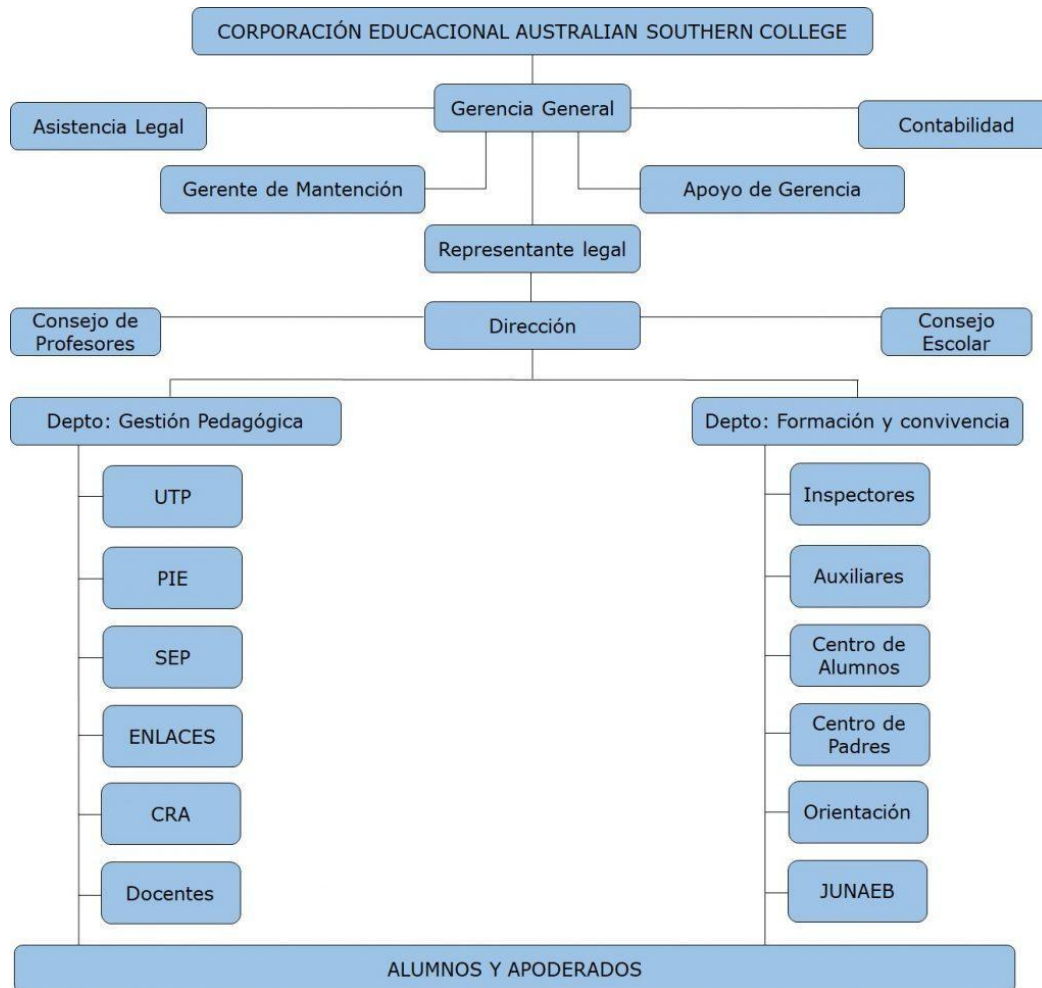 CORPORACIÓN EDUCACIONAL AUSTRALIAN SOUTHERN COLLEGE
Gerencia General
Asistencia Legal
Contabilidad
Gerente de Mantención
Apoyo de Gerencia
Representante legal
Consejo de
Profesores
Dirección
Consejo
Escolar
Depto: Gestión Pedagógica
Depto: Formación y convivencia
UTP
PIE
SEP
ENLACES
CRA
Docentes
Inspectores
Auxiliares
Centro de
Alumnos
Centro de
Padres
Orientación
JUNAEB
ALUMNOS Y APODERADOS